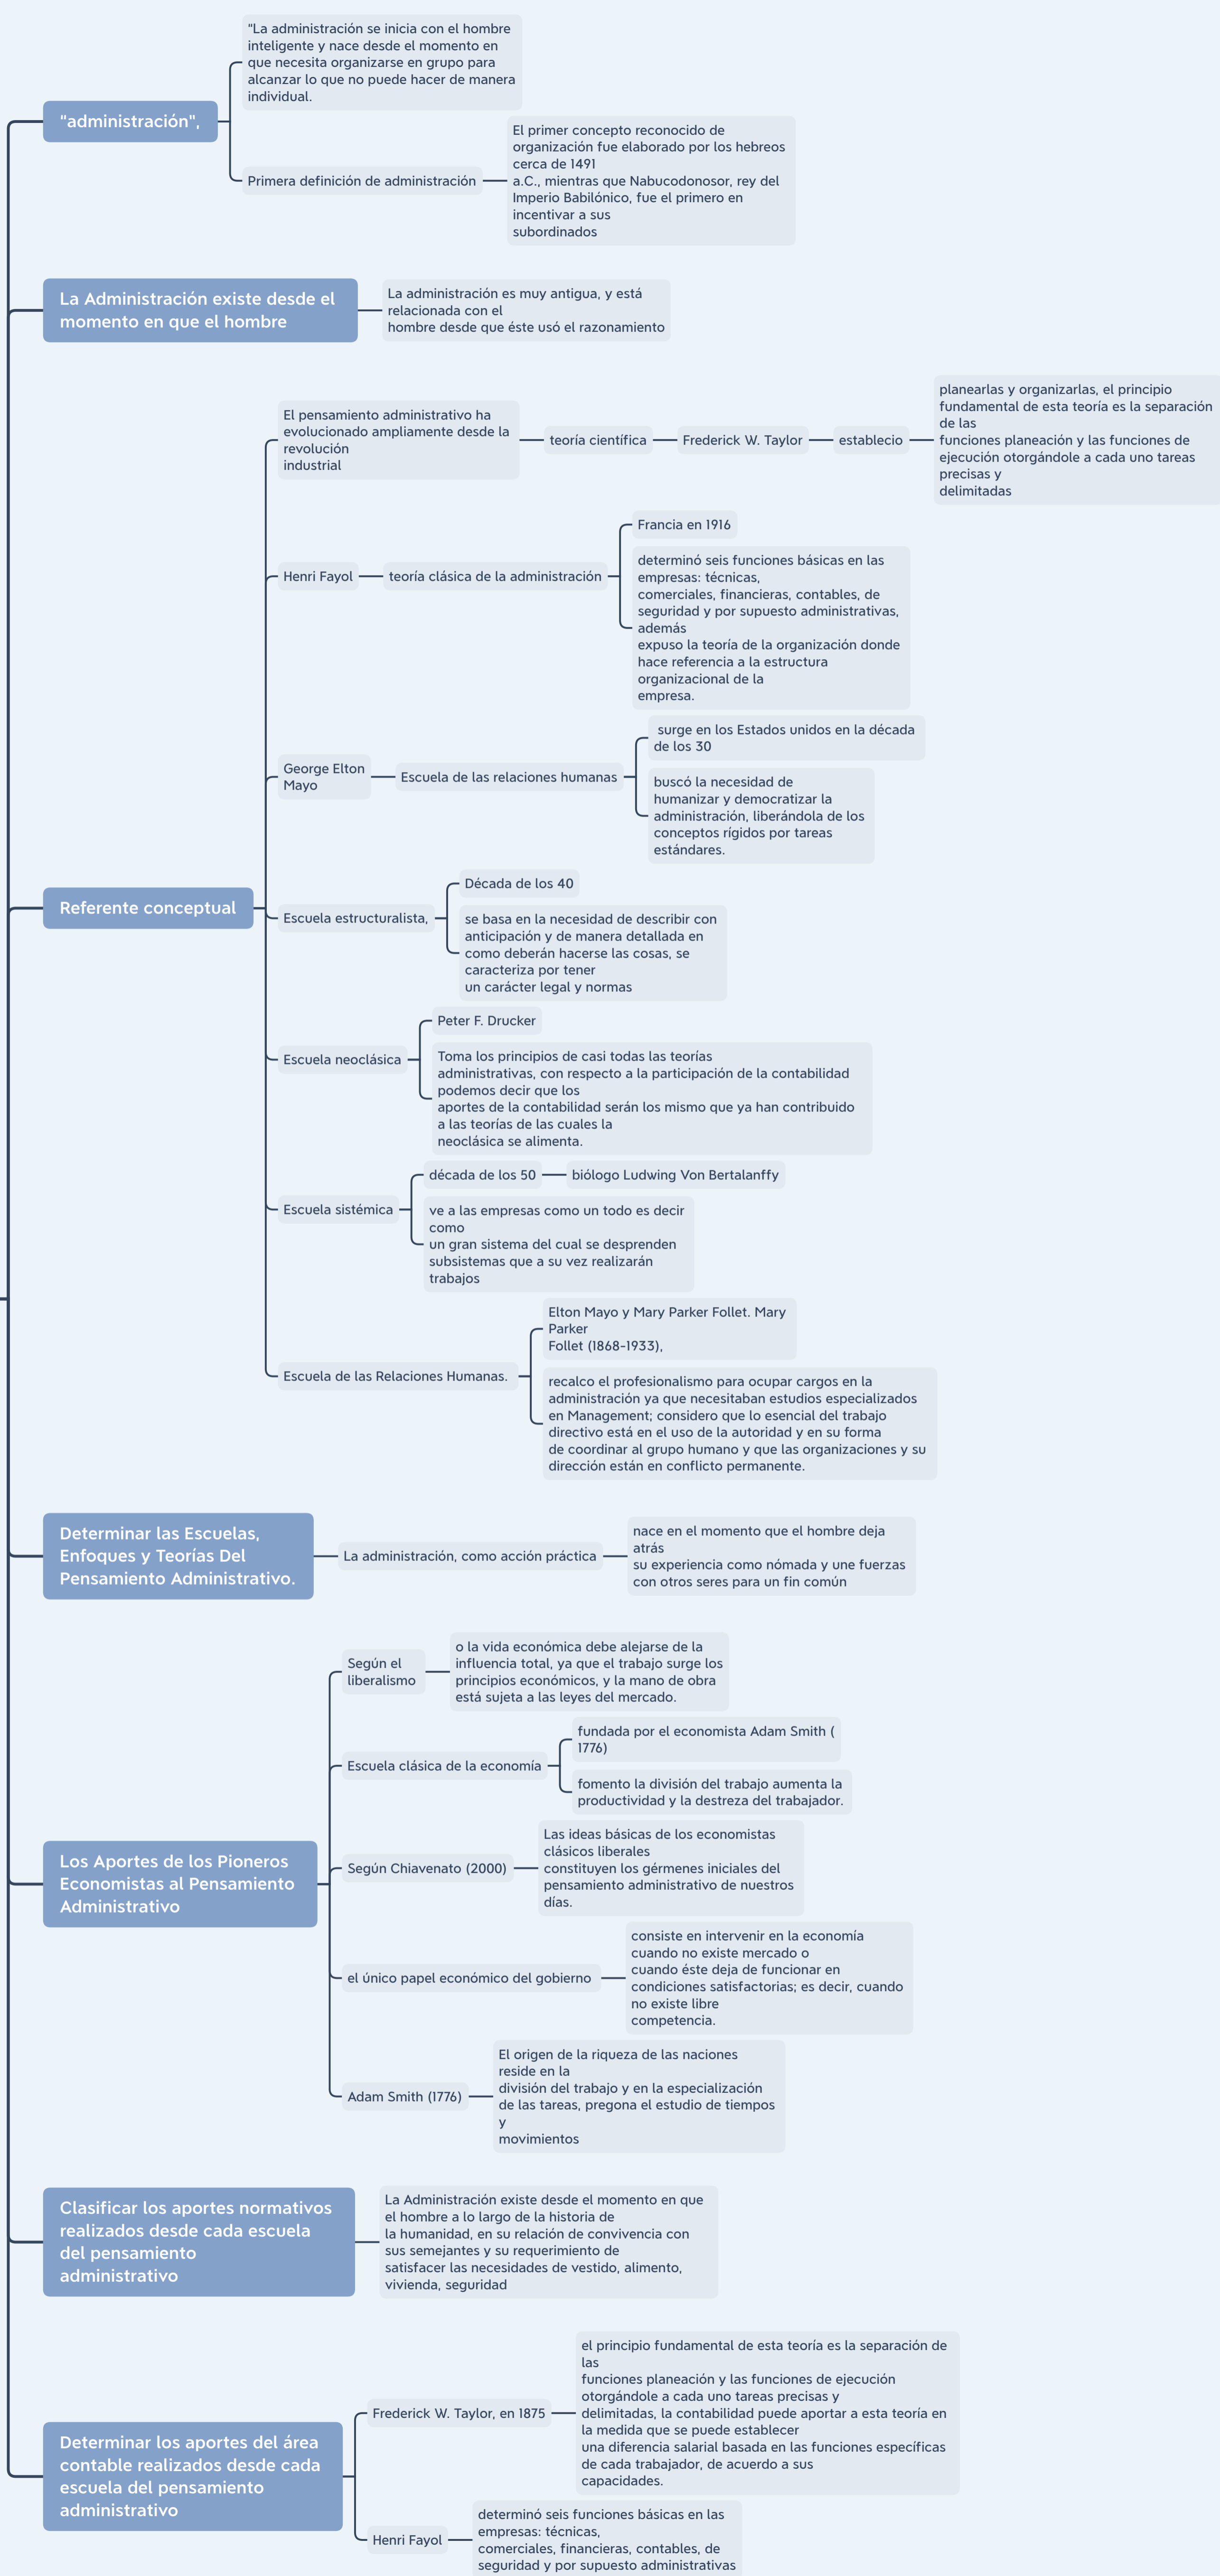 “La administración se inicia con el hombre
inteligente y nace desde el momento en
que necesita organizarse en grupo para
alcanzar lo que no puede hacer de manera
individual.
“administración”,
Primera definición de administración
El primer concepto reconocido de
organización fue elaborado por los hebreos
cerca de 1491
a.C., mientras que Nabucodonosor, rey del
Imperio Babilónico, fue el primero en
incentivar a sus
subordinados
La Administración existe desde el
momento en que el hombre
La administración es muy antigua, y está
relacionada con el
hombre desde que éste usó el razonamiento
Referente conceptual
El pensamiento administrativo ha
evolucionado ampliamente desde la
revolución
industrial
teoría científica
Frederick W. Taylor
establecio
planearlas y organizarlas, el principio
fundamental de esta teoría es la separación
de las
funciones planeación y las funciones de
ejecución otorgándole a cada uno tareas
precisas y
delimitadas
Henri Fayol
teoría clásica de la administración
Francia en 1916
determinó seis funciones básicas en las
empresas: técnicas,
comerciales, financieras, contables, de
seguridad y por supuesto administrativas,
además
expuso la teoría de la organización donde
hace referencia a la estructura
organizacional de la
empresa.
George Elton
Mayo
Escuela de las relaciones humanas
surge en los Estados unidos en la década
de los 30
buscó la necesidad de
humanizar y democratizar la
administración, liberándola de los
conceptos rígidos por tareas
estándares.
Escuela estructuralista,
Década de los 40
se basa en la necesidad de describir con
anticipación y de manera detallada en
como deberán hacerse las cosas, se
caracteriza por tener
un carácter legal y normas
Escuela neoclásica
Peter F. Drucker
Toma los principios de casi todas las teorías
administrativas, con respecto a la participación de la contabilidad
podemos decir que los
aportes de la contabilidad serán los mismo que ya han contribuido
a las teorías de las cuales la
neoclásica se alimenta.
Escuela sistémica
década de los 50
biólogo Ludwing Von Bertalanffy
ve a las empresas como un todo es decir
como
un gran sistema del cual se desprenden
subsistemas que a su vez realizarán
trabajos
Escuela de las Relaciones Humanas.
Elton Mayo y Mary Parker Follet. Mary
Parker
Follet (1868-1933),
recalco el profesionalismo para ocupar cargos en la
administración ya que necesitaban estudios especializados
en Management; considero que lo esencial del trabajo
directivo está en el uso de la autoridad y en su forma
de coordinar al grupo humano y que las organizaciones y su
dirección están en conflicto permanente.
Determinar las Escuelas,
Enfoques y Teorías Del
Pensamiento Administrativo.
La administración, como acción práctica
nace en el momento que el hombre deja
atrás
su experiencia como nómada y une fuerzas
con otros seres para un fin común
Los Aportes de los Pioneros
Economistas al Pensamiento
Administrativo
Según el
liberalismo
o la vida económica debe alejarse de la
influencia total, ya que el trabajo surge los
principios económicos, y la mano de obra
está sujeta a las leyes del mercado.
Escuela clásica de la economía
fundada por el economista Adam Smith (
1776)
fomento la división del trabajo aumenta la
productividad y la destreza del trabajador.
Según Chiavenato (2000)
Las ideas básicas de los economistas
clásicos liberales
constituyen los gérmenes iniciales del
pensamiento administrativo de nuestros
días.
el único papel económico del gobierno
consiste en intervenir en la economía
cuando no existe mercado o
cuando éste deja de funcionar en
condiciones satisfactorias; es decir, cuando
no existe libre
competencia.
Adam Smith (1776)
El origen de la riqueza de las naciones
reside en la
división del trabajo y en la especialización
de las tareas, pregona el estudio de tiempos
y
movimientos
Clasificar los aportes normativos
realizados desde cada escuela
del pensamiento
administrativo
La Administración existe desde el momento en que
el hombre a lo largo de la historia de
la humanidad, en su relación de convivencia con
sus semejantes y su requerimiento de
satisfacer las necesidades de vestido, alimento,
vivienda, seguridad
Determinar los aportes del área
contable realizados desde cada
escuela del pensamiento
administrativo
Frederick W. Taylor, en 1875
el principio fundamental de esta teoría es la separación de
las
funciones planeación y las funciones de ejecución
otorgándole a cada uno tareas precisas y
delimitadas, la contabilidad puede aportar a esta teoría en
la medida que se puede establecer
una diferencia salarial basada en las funciones específicas
de cada trabajador, de acuerdo a sus
capacidades.
Henri Fayol
determinó seis funciones básicas en las
empresas: técnicas,
comerciales, financieras, contables, de
seguridad y por supuesto administrativas